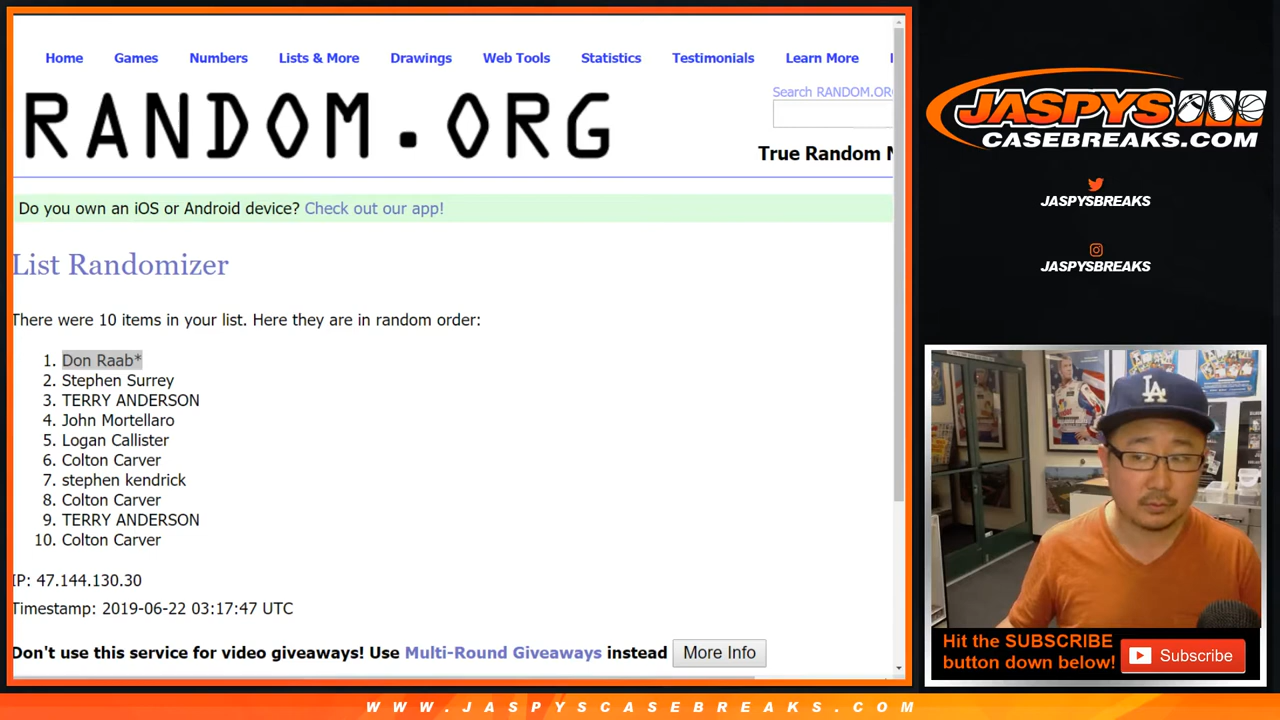 Home Games Numbers Lists & More Drawings Web Tools Statistics Testimonials Learn More
RANDOM.ORG
Search RANDOM.ORG
True Random N
Do you own an iOS or Android device? Check out our app!
List Randomizer
There were 10 items in your list. Here they are in random order:
1. Don Raab*
2. Stephen Surrey
3. TERRY ANDERSON
4. John Mortellaro
5. Logan Callister
6. Colton Carver
7. stephen kendrick
8. Colton Carver
9. TERRY ANDERSON
10. Colton Carver
IP: 47.144.130.30
Timestamp: 2019-06-22 03:17:47 UTC
Don't use this service for video giveaways! Use Multi-Round Giveaways instead More Info
JASPYS
CASEBREAKS.COM
JASPYSBREAKS
JASPYSBREAKS
LA
Hit the SUBSCRIBE
button down below!
Subscribe
WWW.JASPYSCASEBREAKS.COM